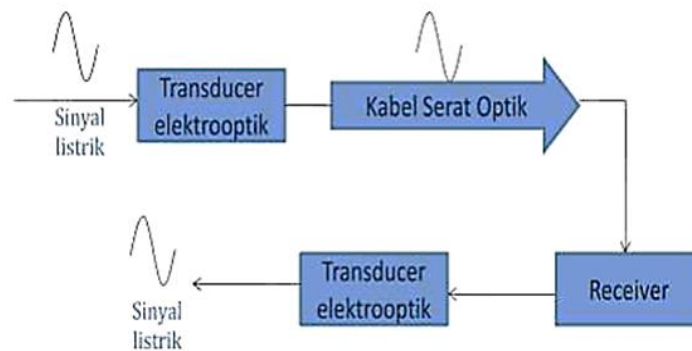 Sinyal
listrik
Transducer
elektrooptik
Kabel Serat Optik
Sinyal
listrik
Transducer
elektrooptik
Receiver